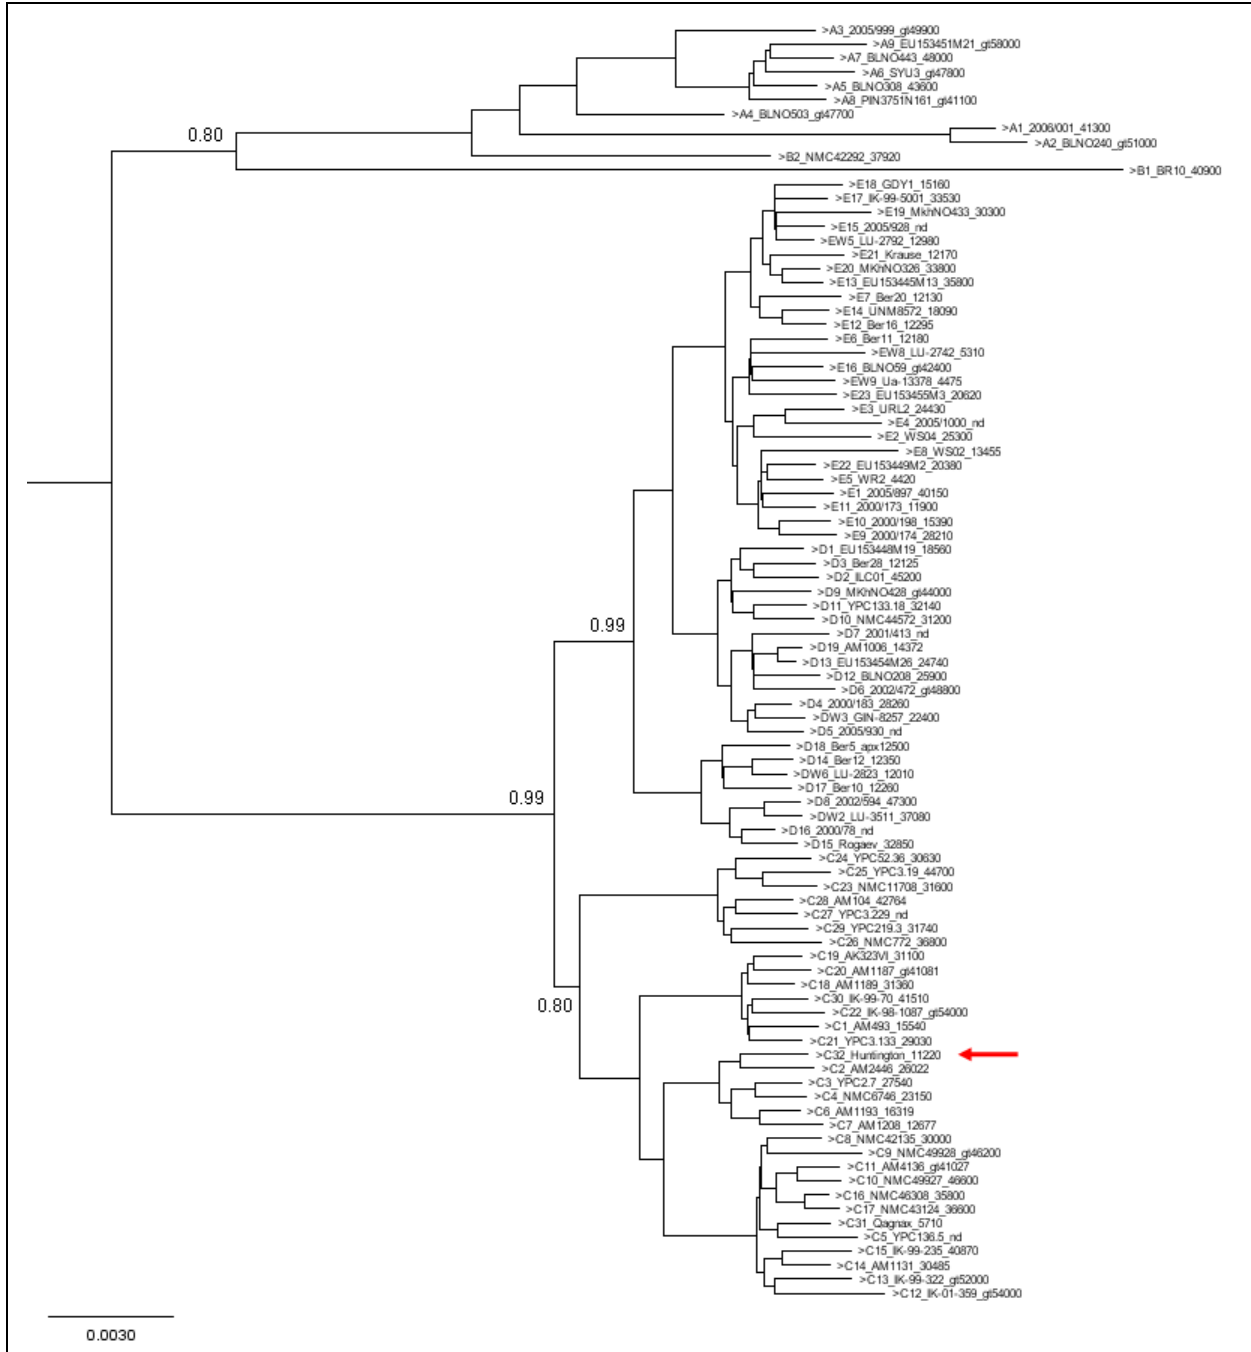 >A3_2005/999_gt49900
>A9_EU153451M21_gt58000
>A7_BLNO443_48000
>A6_SYU3_gt47800
>A5_BLNO308_43600
>A8_PIN3751N161_gt41100
>A4_BLNO503_gt47700
0.80
>A1_2006/001_41300
>A2_BLNO240_gt51000
>B2_NMC42292_37920
>B1_BR10_40900
>E18_GDY1_15160
>E17_IK-99-5001_33530
>E19_MkhNO433_30300
>E15_2005/928_nd
>EW5_LU-2792_12980
>E21_Krause_12170
>E20_MKhNO326_33800
>E13_EU153445M13_35800
>E7_Ber20_12130
>E14_UNM8572_18090
>E12_Ber16_12295
>E6_Ber11_12180
>EW8_LU-2742_5310
>E16_BLNO59_gt42400
>EW9_Ua-13378_4475
>E23_EU153455M3_20620
>E3_URL2_24430
>E4_2005/1000_nd
>E2_WS04_25300
>E8_WS02_13455
>E22_EU153449M2_20380
>E5_WR2_4420
>E1_2005/897_40150
>E11_2000/173_11900
>E10_2000/198_15390
>E9_2000/174_28210
>D1_EU153448M19_18560
>D3_Ber28_12125
>D2_ILC01_45200
>D9_MKhNO428_gt44000
>D11_YPC133.18_32140
>D10_NMC44572_31200
0.99
>D7_2001/413_nd
>D19_AM1006_14372
>D13_EU153454M26_24740
>D12_BLNO208_25900
>D6_2002/472_gt48800
>D4_2000/183_28260
>DW3_GIN-8257_22400
>D5_2005/930_nd
>D18_Ber5_apx12500
>D14_Ber12_12350
>DW6_LU-2823_12010
>D17_Ber10_12260
0.99
>D8_2002/594_47300
>DW2_LU-3511_37080
>D16_2000/78_nd
>D15_Rogaev_32850
>C24_YPC52.36_30630
>C25_YPC3.19_44700
>C23_NMC11708_31600
>C28_AM104_42764
>C27_YPC3.229_nd
>C29_YPC219.3_31740
>C26_NMC772_36800
>C19_AK323VI_31100
>C20_AM1187_gt41081
>C18_AM1189_31360
>C30_IK-99-70_41510
0.80
>C22_IK-98-1087_gt54000
>C1_AM493_15540
>C21_YPC3.133_29030
>C32_Huntington_11220
>C2_AM2446_26022
>C3_YPC2.7_27540
>C4_NMC6746_23150
>C6_AM1193_16319
>C7_AM1208_12677
>C8_NMC42135_30000
>C9_NMC49928_gt46200
>C11_AM4136_gt41027
>C10_NMC49927_46600
>C16_NMC46308_35800
>C17_NMC43124_36600
>C31_Qagnax_5710
>C5_YPC136.5_nd
>C15_IK-99-235_40870
>C14_AM1131_30485
>C13_IK-99-322_gt52000
>C12_IK-01-359_gt54000
0.0030